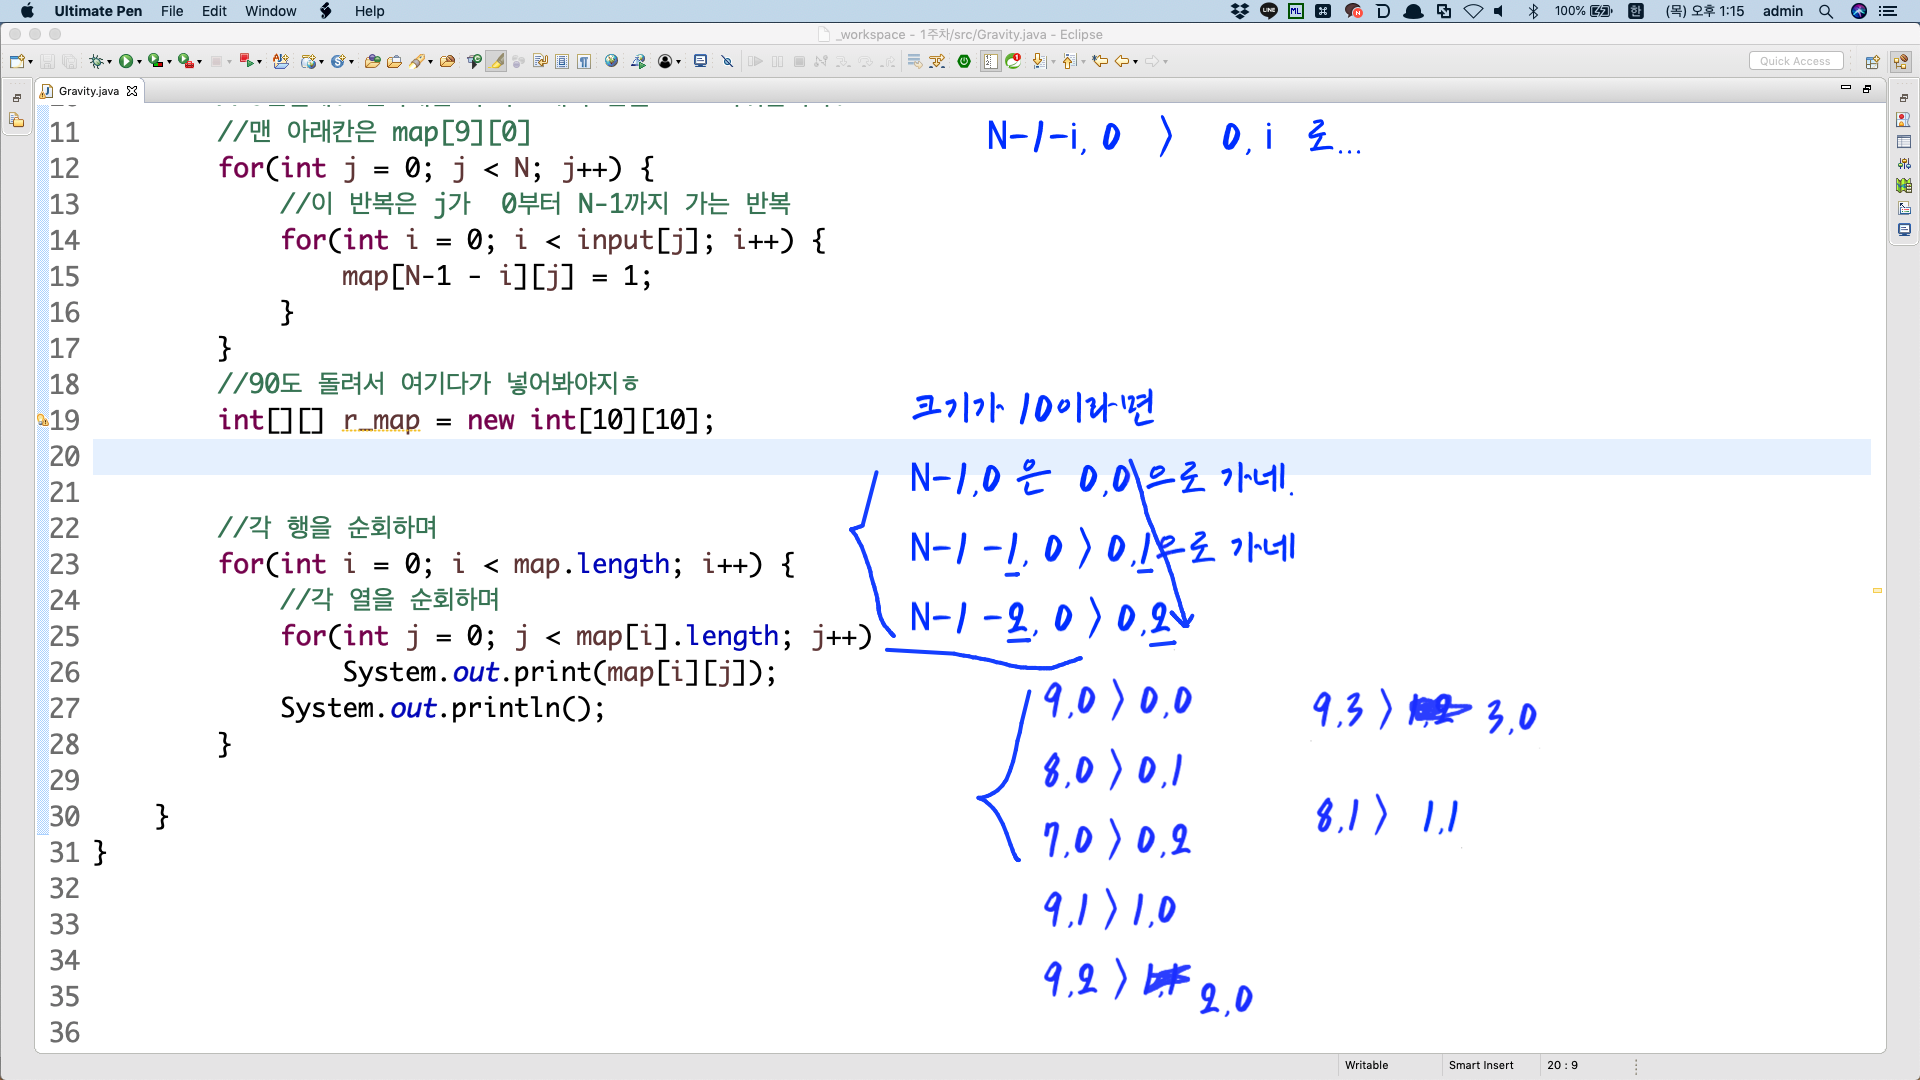 Ultimate Pen File Edit Window Help 100% 한 (목) 오후 1:15 admin
_workspace - 1주차/src/Gravity.java - Eclipse
Quick Access
Gravity.java
11 //맨 아래칸은 map[9][0]
12 for(int j = 0; j < N; j++) {
13 //이 반복은 j가 0부터 N-1까지 가는 반복
14 for(int i = 0; i < input[j]; i++) {
15 map[N-1 - i][j] = 1;
16 }
17 }
18 //90도 돌려서 여기다가 넣어봐야지ㅎ
19 int[][] r_map = new int[10][10];
20
21
22 //각 행을 순회하며
23 for(int i = 0; i < map.length; i++) {
24 //각 열을 순회하며
25 for(int j = 0; j < map[i].length; j++)
26 System.out.print(map[i][j]);
27 System.out.println();
28 }
29
30 }
31 }
32
33
34
35
36
N-1-i, 0 > 0, i 로...
크기가 10이라면
N-1,0 은 0,0 으로 가네.
N-1-1, 0 > 0,1으로 가네
N-1-2, 0 > 0,2
9,0 > 0,0
8,0 > 0,1
7,0 > 0,2
9,1 > 1,0
9,2 > 2,0
9,3 > 3,0
8,1 > 1,1
Writable Smart Insert 20 : 9